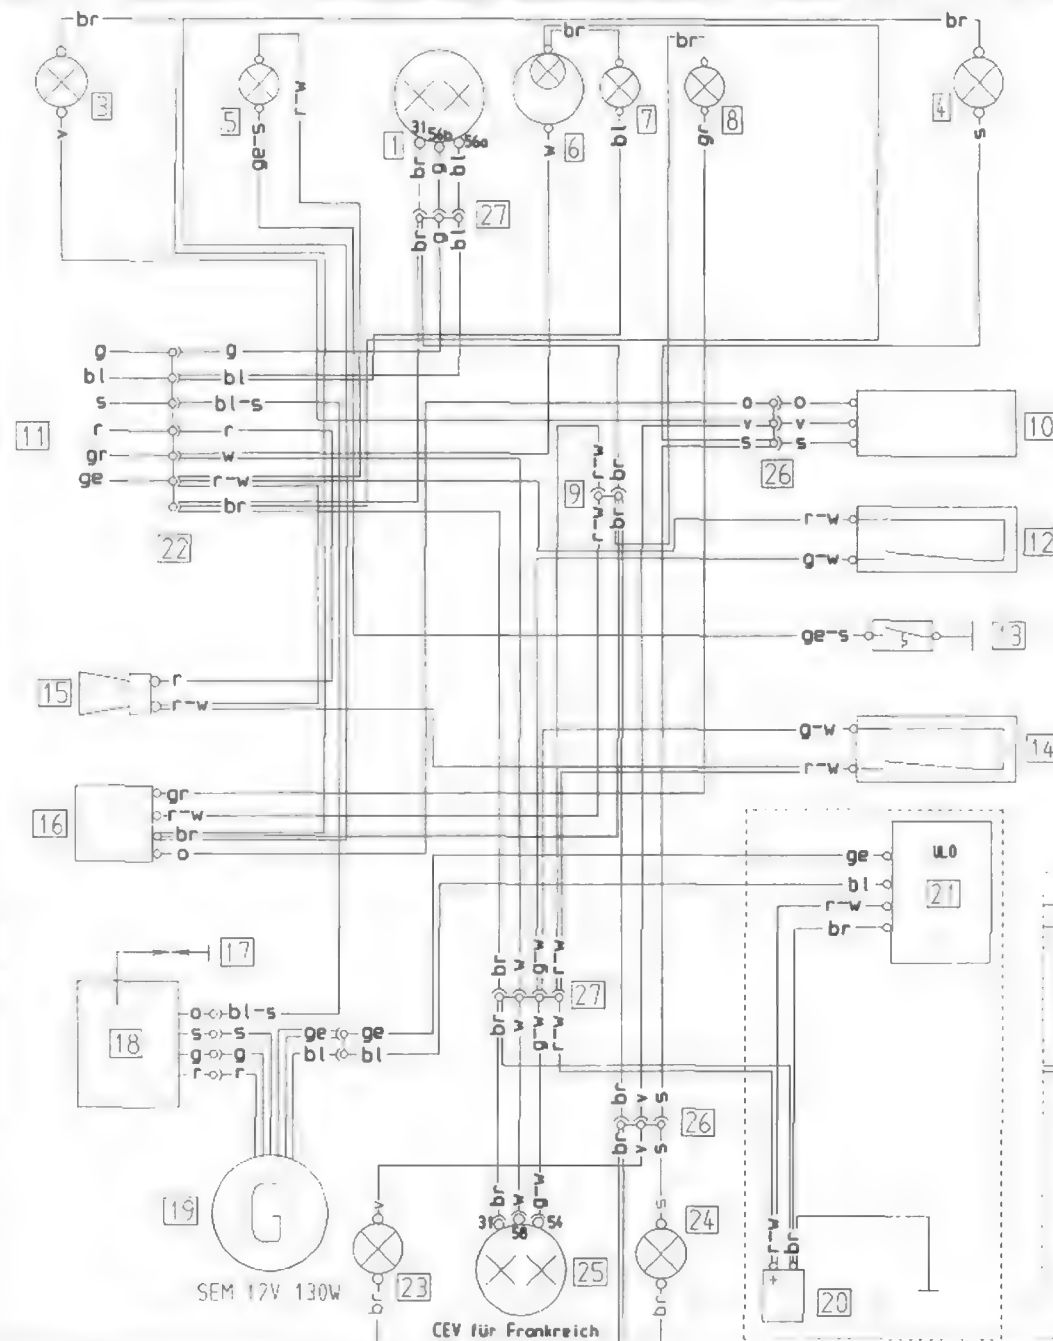 br br br br
3 5 1 6 7 8 4
v ge-s r-w 31 56b 56a w bl gr s
br g bl
27
br g bl
g g
bl bl
s bl-s
11 r r
gr w
ge r-w
br
22
o o
v v
s s
10
26
9 r-w br
r-w br
r-w
g-w
12
ge-s 13
15 r
r-w
g-w
r-w
14
16 gr
r-w
br
o
ge
bl
r-w
br
ULO
21
17
18
o bl-s
s s
g g
r r
ge ge
bl bl
br w g-w r-w
27
br w g-w r-w
br v s
26
br v s
19 G
SEM 12V 130W
v
23
br
br w g-w
31 58 54
25
CEV für Frankreich
s
24
br
r-w br
+
20